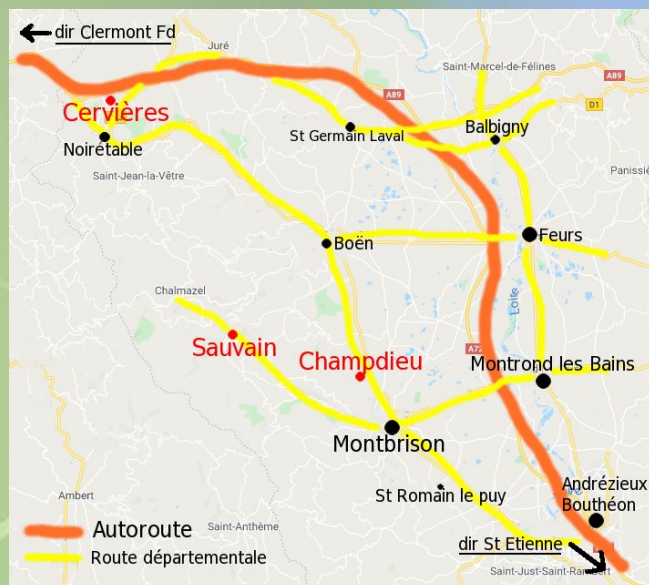 dir Clermont Fd
Juré
Saint-Marcel-de-Félines
A89
A89
D1
Cervières
St Germain Laval
Balbigny
Noirétable
Saint-Jean-la-Vêtre
Panissiè
Boën
Feurs
Chalmazel
Loire
Sauvain
Champdieu
A72
Montrond les Bains
Montbrison
St Romain le puy
Andrézieux
Bouthéon
Ambert
Autoroute
Saint-Anthème
dir St Etienne
Route départementale
Saint-Just-Saint-Rambert